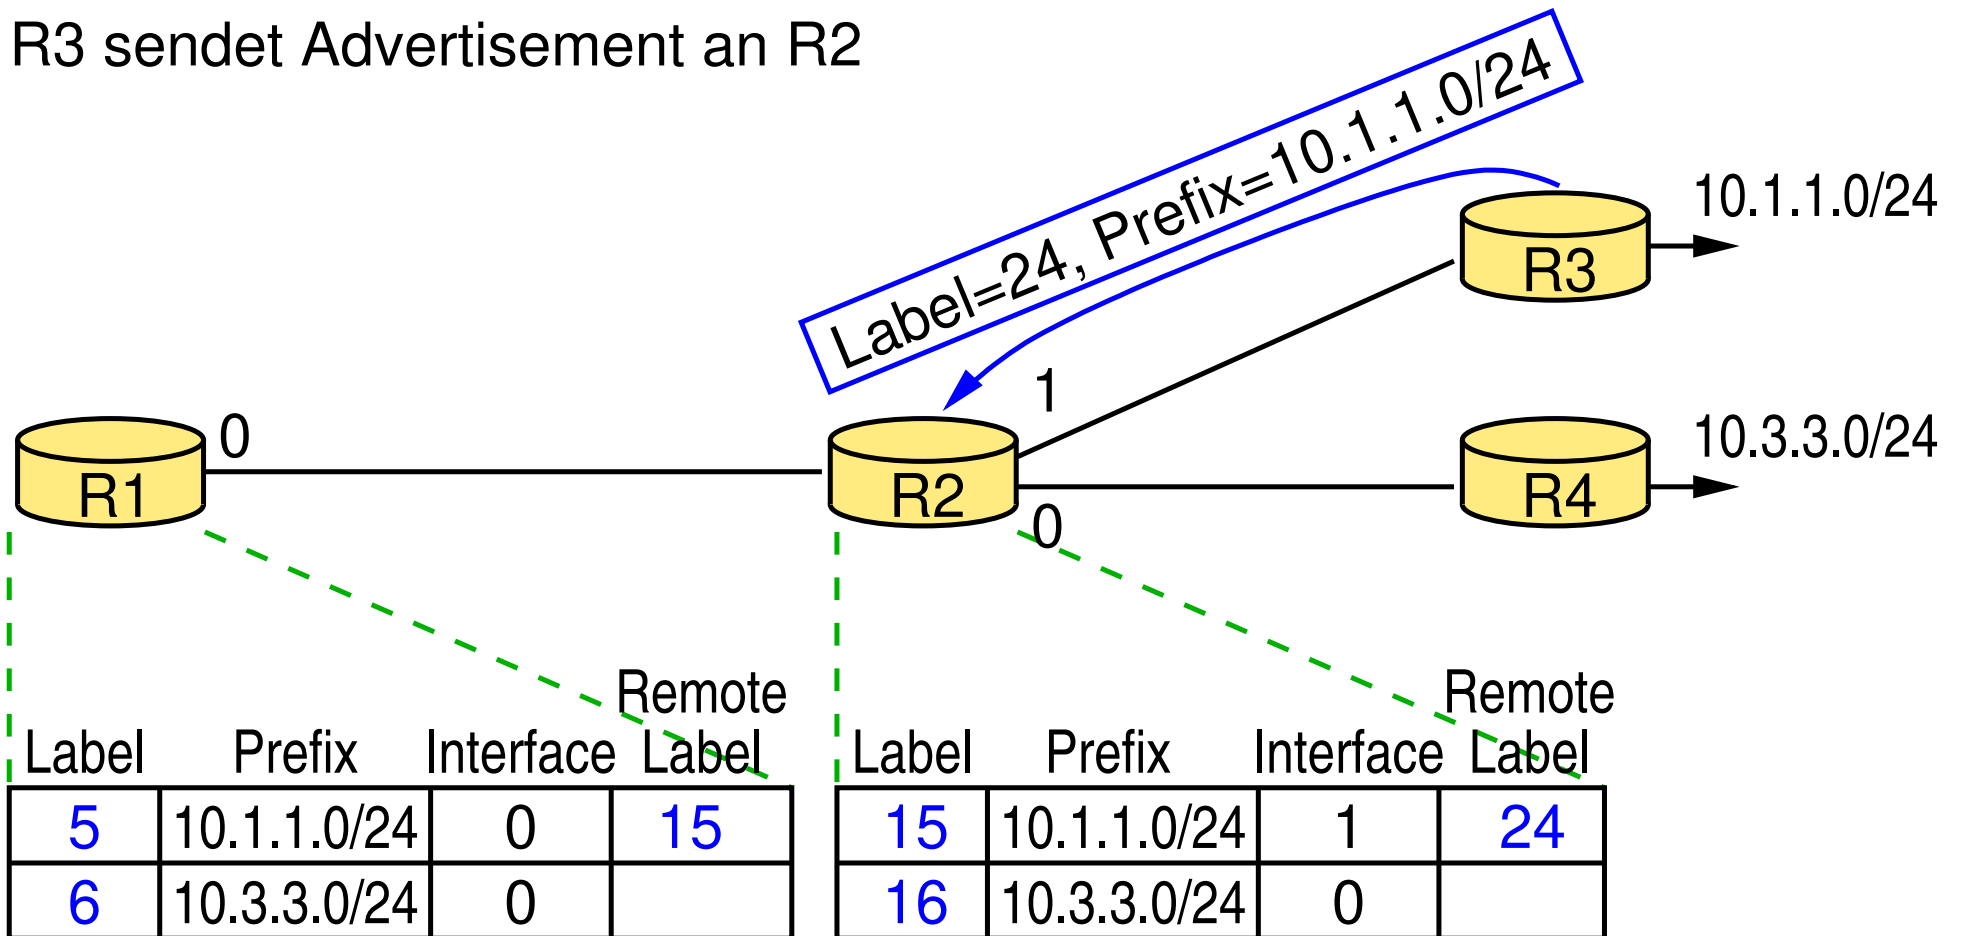 R3 sendet Advertisement an R2
Label=24, Prefix=10.1.1.0/24
10.1.1.0/24
R3
1
0
10.3.3.0/24
R1
R2
R4
0
Remote
Label Prefix Interface Label
5 10.1.1.0/24 0 15
6 10.3.3.0/24 0
Remote
Label Prefix Interface Label
15 10.1.1.0/24 1 24
16 10.3.3.0/24 0